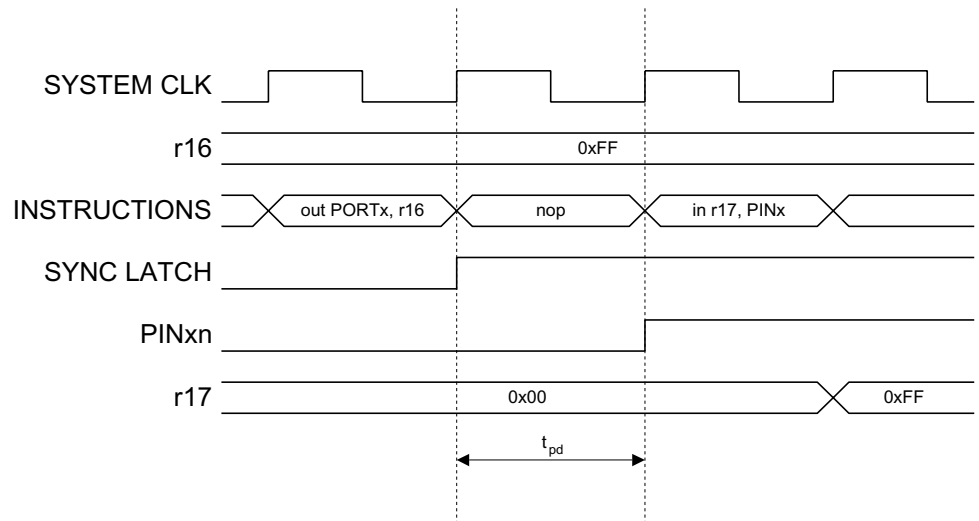 SYSTEM CLK
r16
0xFF
INSTRUCTIONS
out PORTx, r16
nop
in r17, PINx
SYNC LATCH
PINxn
r17
0x00
0xFF
tpd